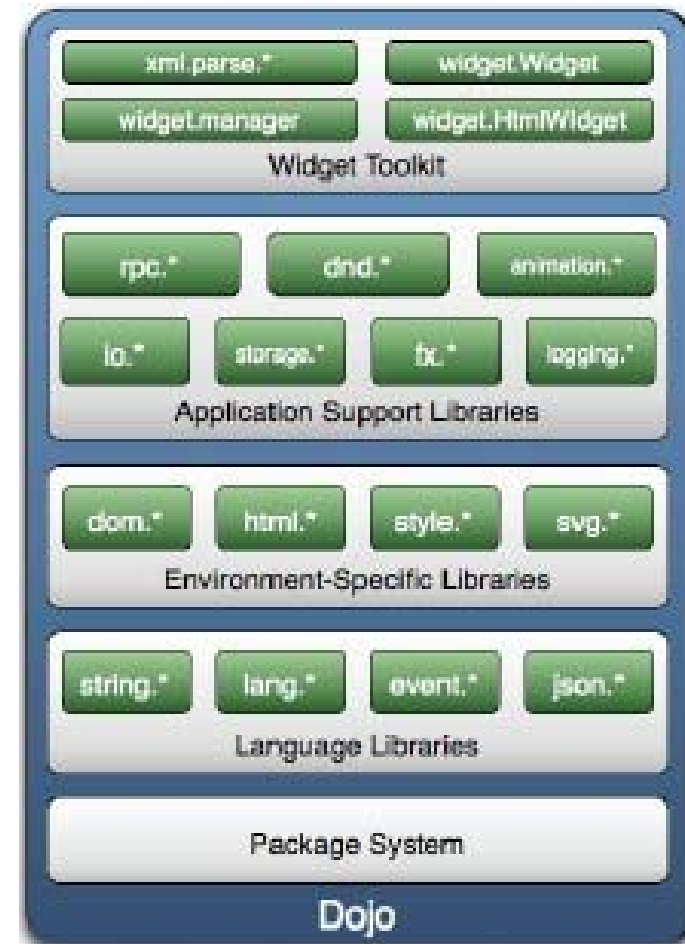 xml.parse.* widget.Widget
widget.manager widget.HtmlWidget
Widget Toolkit
rpc.* dnd.* animation.*
io.* storage.* fx.* logging.*
Application Support Libraries
dom.* html.* style.* svg.*
Environment-Specific Libraries
string.* lang.* event.* json.*
Language Libraries
Package System
Dojo